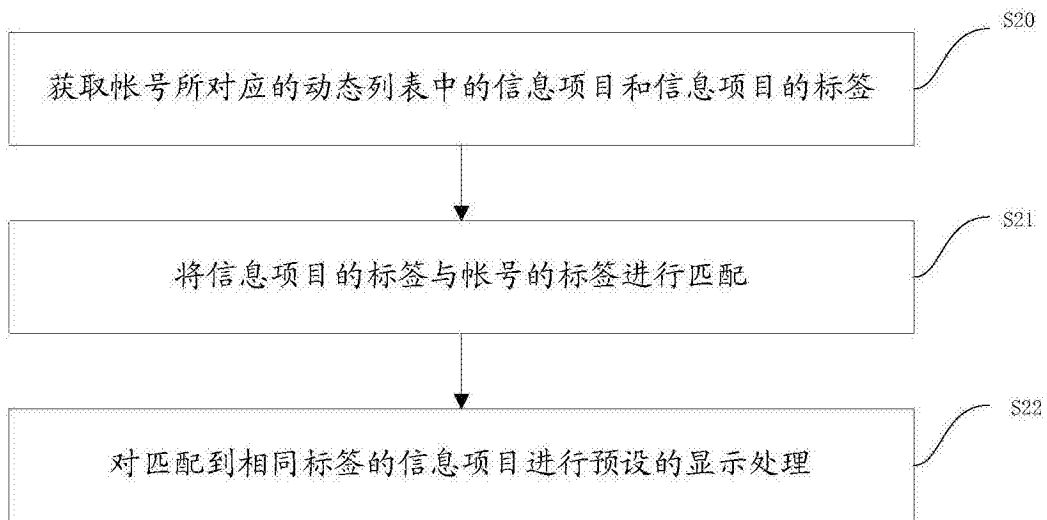 S20
获取帐号所对应的动态列表中的信息项目和信息项目的标签
S21
将信息项目的标签与帐号的标签进行匹配
S22
对匹配到相同标签的信息项目进行预设的显示处理